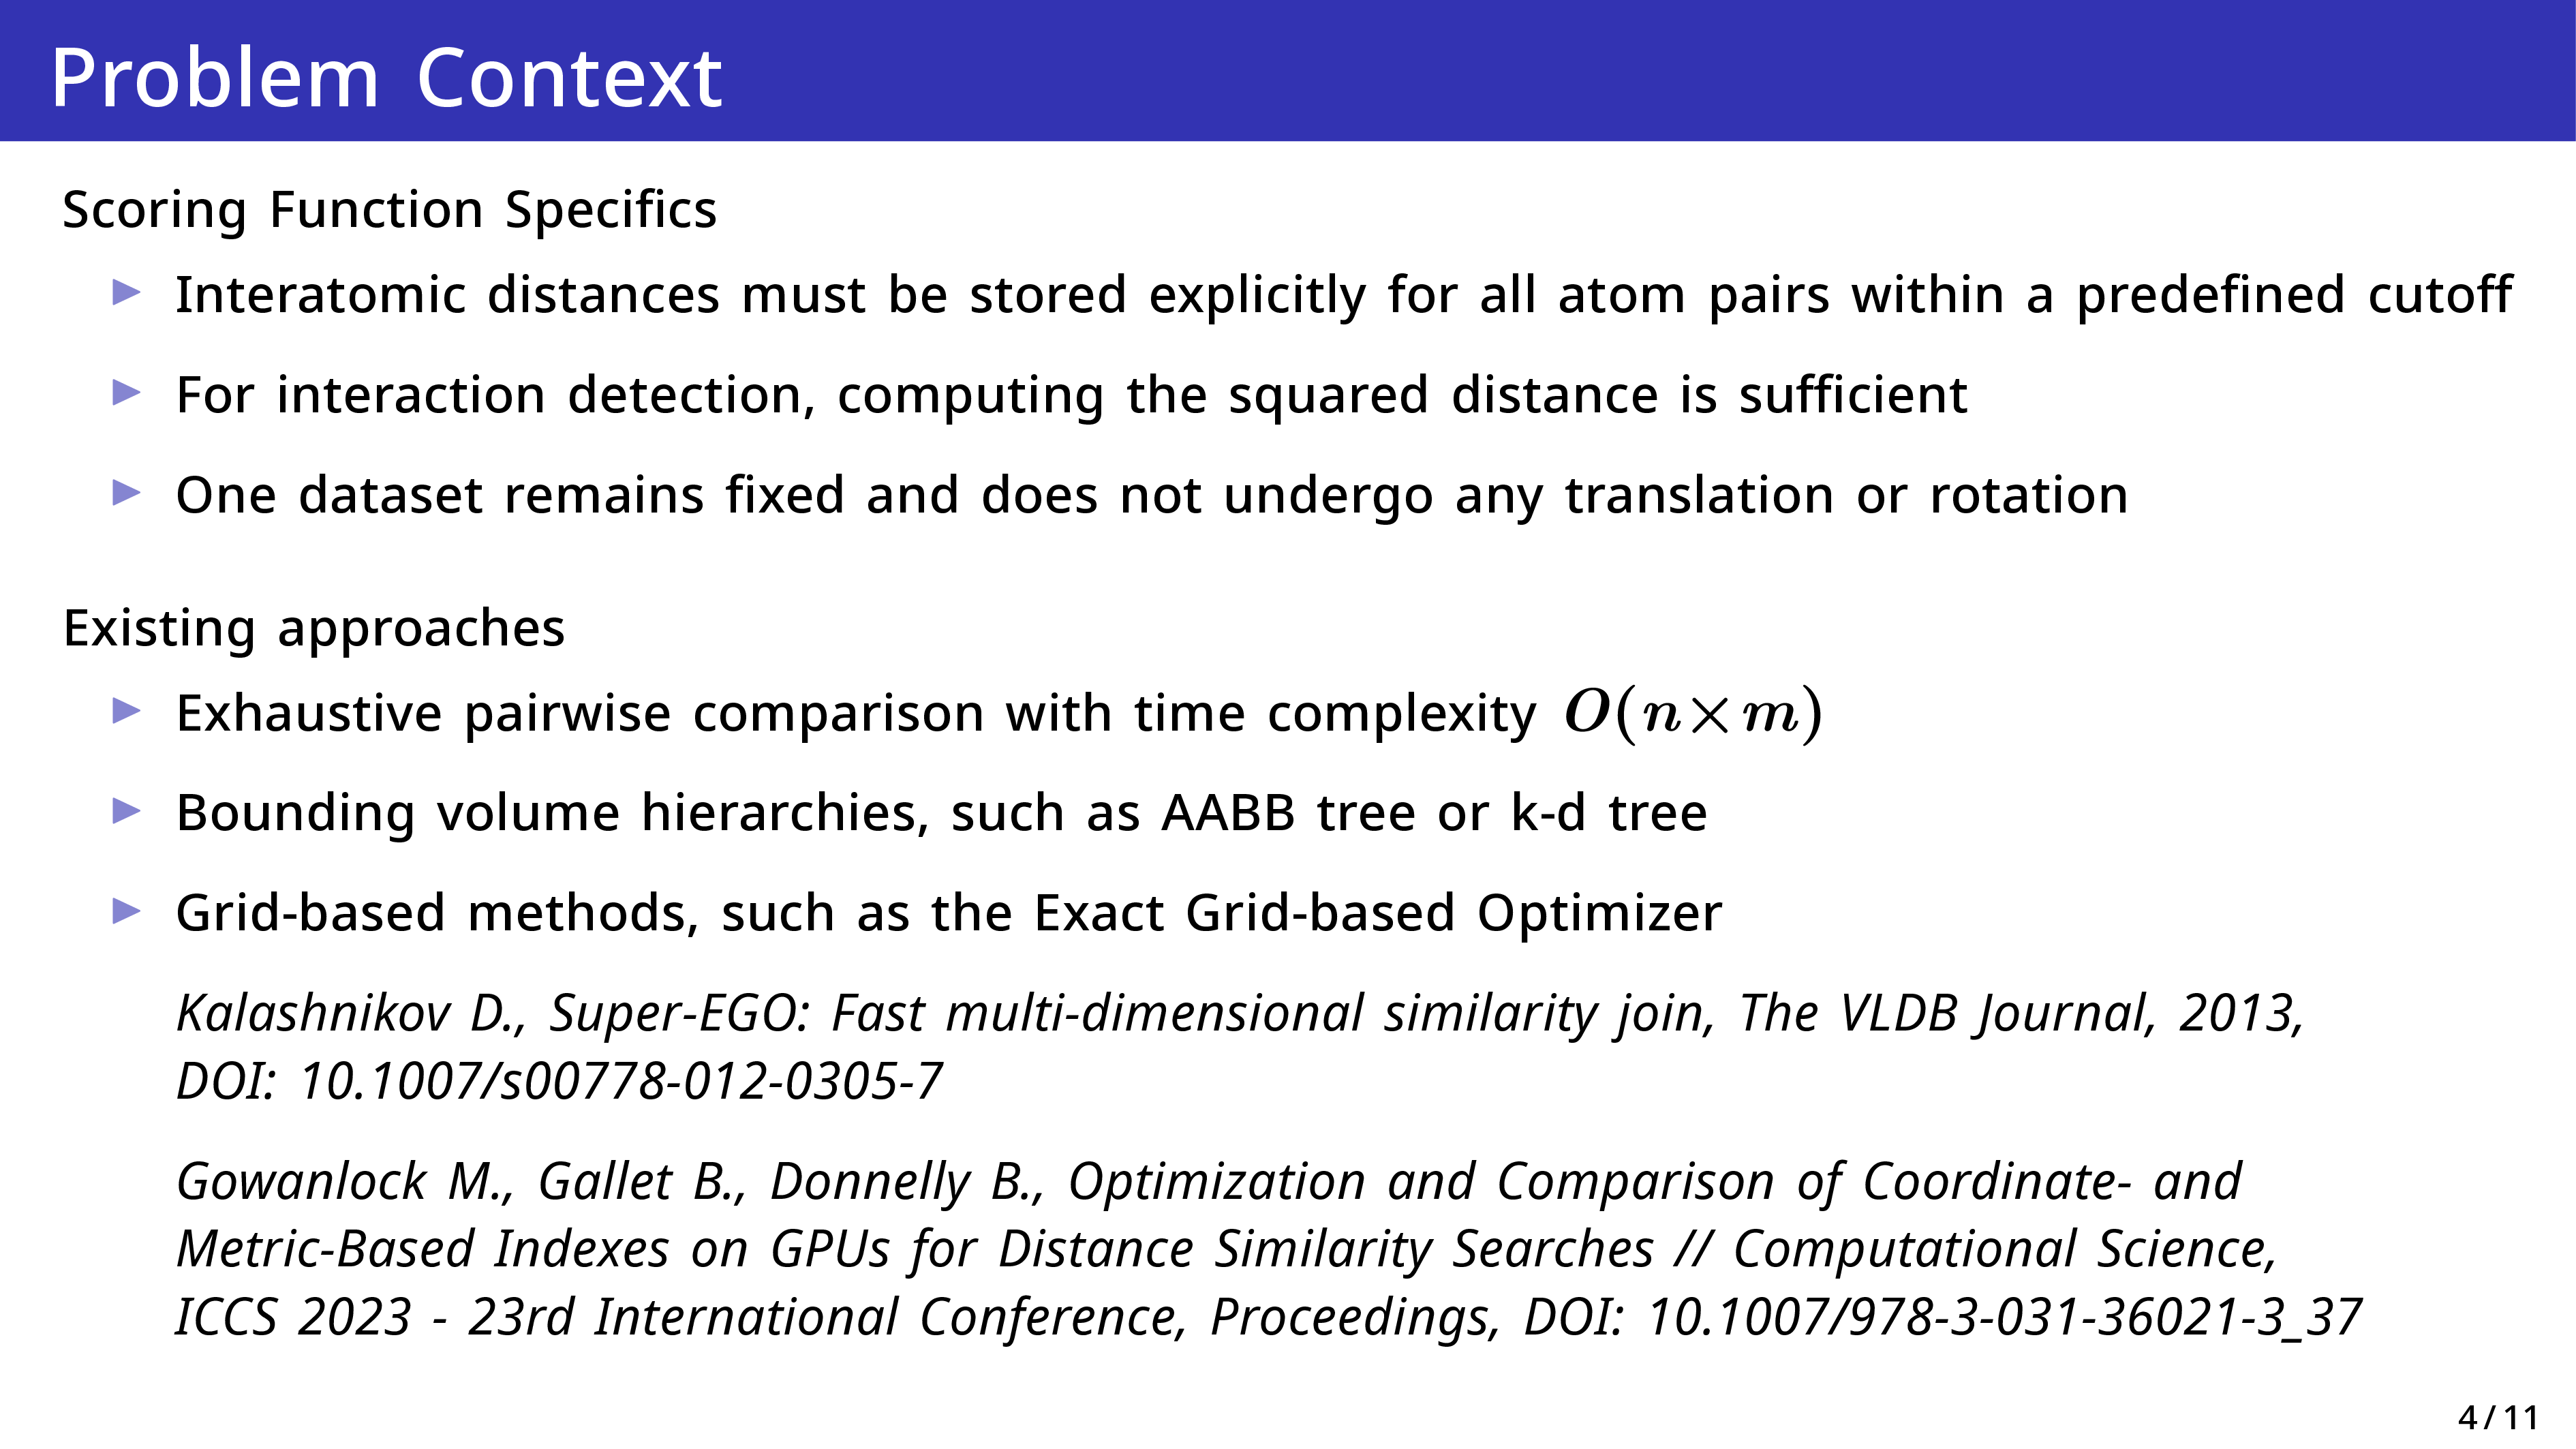 Problem Context
Scoring Function Specifics
▶ Interatomic distances must be stored explicitly for all atom pairs within a predefined cutoff
▶ For interaction detection, computing the squared distance is sufficient
▶ One dataset remains fixed and does not undergo any translation or rotation
Existing approaches
▶ Exhaustive pairwise comparison with time complexity O(n×m)
▶ Bounding volume hierarchies, such as AABB tree or k-d tree
▶ Grid-based methods, such as the Exact Grid-based Optimizer
Kalashnikov D., Super-EGO: Fast multi-dimensional similarity join, The VLDB Journal, 2013,
DOI: 10.1007/s00778-012-0305-7
Gowanlock M., Gallet B., Donnelly B., Optimization and Comparison of Coordinate- and
Metric-Based Indexes on GPUs for Distance Similarity Searches // Computational Science,
ICCS 2023 - 23rd International Conference, Proceedings, DOI: 10.1007/978-3-031-36021-3_37
4 / 11